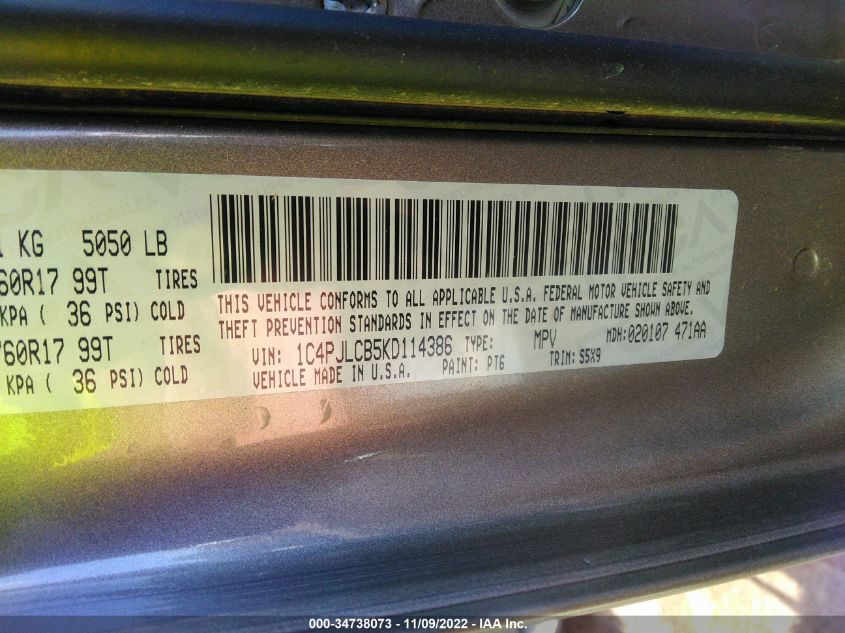 1 KG 5050 LB
60R17 99T TIRES
KPA ( 36 PSI) COLD
/60R17 99T TIRES
KPA ( 36 PSI) COLD
THIS VEHICLE CONFORMS TO ALL APPLICABLE U.S.A. FEDERAL MOTOR VEHICLE SAFETY AND
THEFT PREVENTION STANDARDS IN EFFECT ON THE DATE OF MANUFACTURE SHOWN ABOVE.
VIN: 1C4PJLCB5KD114386 TYPE: MPV MDH:020107 471AA
VEHICLE MADE IN U.S.A. PAINT: PT6 TRIM: S5X9
000-34738073 - 11/09/2022 - IAA Inc.